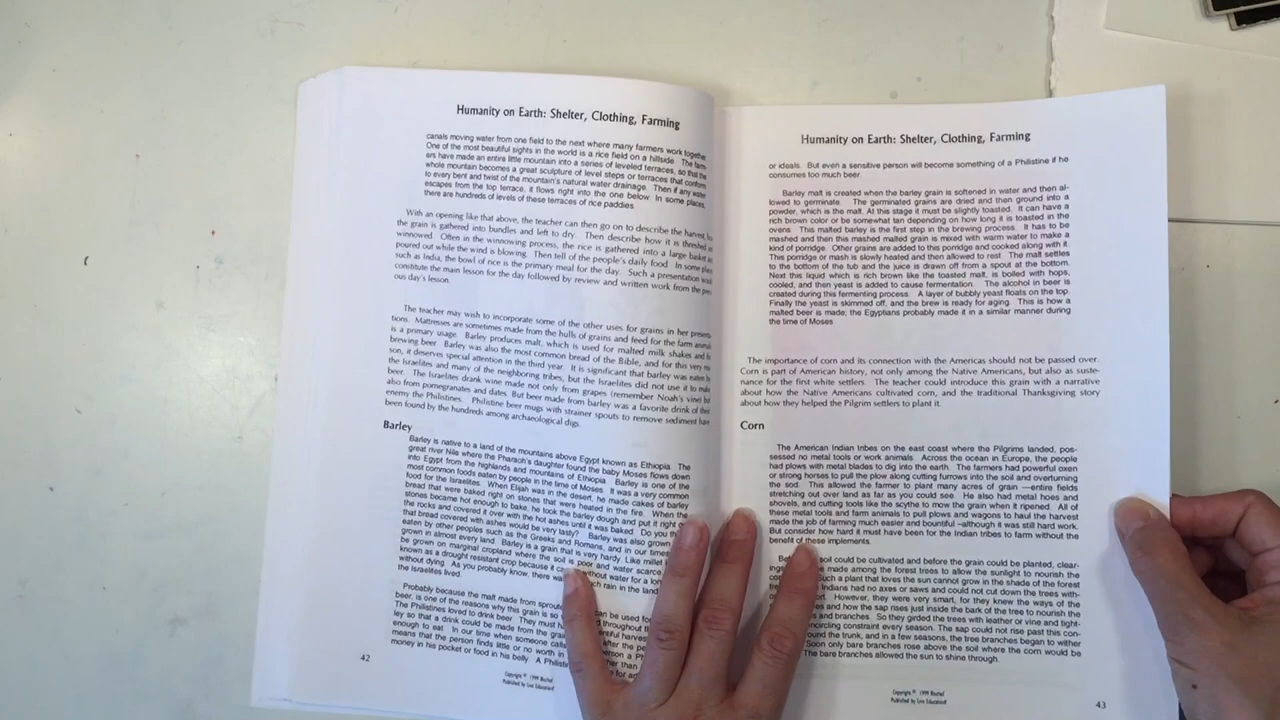 Humanity on Earth: Shelter, Clothing, Farming
canals moving water from one field to the next where many farmers work together.
One of the most beautiful sights in the world is a rice field on a hillside. The farm-
ers have made an entire little mountain into a series of leveled terraces, so that the
whole mountain becomes a great sculpture of level steps or terraces that conform
to every bent and twist of the mountain's natural water drainage. Then if any water
escapes from the top terrace, it flows right into the one below. In some places,
there are hundreds of levels of these terraces of rice paddies.
With an opening like that above, the teacher can then go on to describe the harvest,
the grain is gathered into bundles and left to dry. Then describe how it is threshed
winnowed. Often in the winnowing process, the rice is gathered into a large basket
poured out while the wind is blowing. Then tell of the people's daily food. In some
such as India, the bowl of rice is the primary meal for the day. Such a presentation
constitute the main lesson for the day followed by review and written work from the
ous day's lesson.
The teacher may wish to incorporate some of the other uses for grains in her
tions. Mattresses are sometimes made from the hulls of grains and feed for the farm
is a primary usage. Barley produces malt, which is used for malted milk shakes and
brewing beer. Barley was also the most common bread of the Bible, and for this very
son, it deserves special attention in the third year. It is significant that barley was eaten
the Israelites and many of the neighboring tribes, but the Israelites did not use it to
beer. The Israelites drank wine made not only from grapes (remember Noah's vine)
also from pomegranates and dates. But beer made from barley was a favorite drink of
enemy the Philistines. Philistine beer mugs with strainer spouts to remove sediment have
been found by the hundreds among archaeological digs.
Barley
Barley is native to a land of the mountains above Egypt known as Ethiopia. The
great river Nile where the Pharaoh's daughter found the baby Moses flows down
into Egypt from the highlands and mountains of Ethiopia. Barley is one of the
most common foods eaten by people in the time of Moses. It was a very common
food for the Israelites. When Elijah was in the desert, he made cakes of barley
bread that were baked right on stones that were heated in the fire. When the
stones became hot enough to bake, he took the barley dough and put it right
the rocks and covered it over with the hot ashes until it was baked. Do you
that bread covered with ashes would be very tasty? Barley was also grown
eaten by other peoples such as the Greeks and Romans, and in our times
grown in almost every land. Barley is a grain that is very hardy. Like millet
be grown on marginal cropland where the soil is poor and water scarce.
known as a drought resistant crop because it without water for a
without dying. As you probably know, there rain in the land
the Israelites lived.
Probably because the malt made from can be used
beer, is one of the reasons why this grain is so throughout
The Philistines loved to drink beer. They must harvest
ley so that a drink could be made from the after the
enough to eat. In our time when someone person a
means that the person finds little or no worth in than
money in his pocket or food in his belly. A for
42
Copyright © 1999 Bischof
Published by Live Education!
Humanity on Earth: Shelter, Clothing, Farming
or ideals. But even a sensitive person will become something of a Philistine if he
consumes too much beer.
Barley malt is created when the barley grain is softened in water and then al-
lowed to germinate. The germinated grains are dried and then ground into a
powder, which is the malt. At this stage it must be slightly toasted. It can have a
rich brown color or be somewhat tan depending on how long it is toasted in the
ovens. This malted barley is the first step in the brewing process. It has to be
mashed and then this mashed malted grain is mixed with warm water to make a
kind of porridge. Other grains are added to this porridge and cooked along with it.
This porridge or mash is slowly heated and then allowed to rest. The malt settles
to the bottom of the tub and the juice is drawn off from a spout at the bottom.
Next this liquid which is rich brown like the toasted malt, is boiled with hops,
cooled, and then yeast is added to cause fermentation. The alcohol in beer is
created during this fermenting process. A layer of bubbly yeast floats on the top.
Finally the yeast is skimmed off, and the brew is ready for aging. This is how a
malted beer is made; the Egyptians probably made it in a similar manner during
the time of Moses
The importance of corn and its connection with the Americas should not be passed over.
Corn is part of American history, not only among the Native Americans, but also as suste-
nance for the first white settlers. The teacher could introduce this grain with a narrative
about how the Native Americans cultivated corn, and the traditional Thanksgiving story
about how they helped the Pilgrim settlers to plant it.
Corn
The American Indian tribes on the east coast where the Pilgrims landed, pos-
sessed no metal tools or work animals. Across the ocean in Europe, the people
had plows with metal blades to dig into the earth. The farmers had powerful oxen
or strong horses to pull the plow along cutting furrows into the soil and overturning
the sod. This allowed the farmer to plant many acres of grain —entire fields
stretching out over land as far as you could see. He also had metal hoes and
shovels, and cutting tools like the scythe to mow the grain when it ripened. All of
these metal tools and farm animals to pull plows and wagons to haul the harvest
made the job of farming much easier and bountiful –although it was still hard work.
But consider how hard it must have been for the Indian tribes to farm without the
benefit of these implements.
soil could be cultivated and before the grain could be planted, clear-
made among the forest trees to allow the sunlight to nourish the
Such a plant that loves the sun cannot grow in the shade of the forest
Indians had no axes or saws and could not cut down the trees with-
However, they were very smart, for they knew the ways of the
and how the sap rises just inside the bark of the tree to nourish the
and branches. So they girded the trees with leather or vine and tight-
constraint every season. The sap could not rise past this con-
the trunk, and in a few seasons, the tree branches began to wither
Soon only bare branches rose above the soil where the corn would be
The bare branches allowed the sun to shine through.
Copyright © 1999 Bischof
Published by Live Education!
43